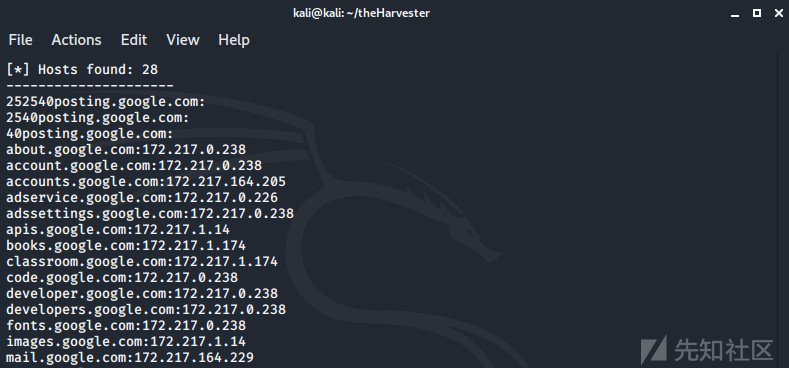 kali@kali: ~/theHarvester
File Actions Edit View Help
[*] Hosts found: 28
---------------------
252540posting.google.com:
2540posting.google.com:
40posting.google.com:
about.google.com:172.217.0.238
account.google.com:172.217.0.238
accounts.google.com:172.217.164.205
adservice.google.com:172.217.0.226
adssettings.google.com:172.217.0.238
apis.google.com:172.217.1.14
books.google.com:172.217.1.174
classroom.google.com:172.217.1.174
code.google.com:172.217.0.238
developer.google.com:172.217.0.238
developers.google.com:172.217.0.238
fonts.google.com:172.217.0.238
images.google.com:172.217.1.14
mail.google.com:172.217.164.229
先知社区